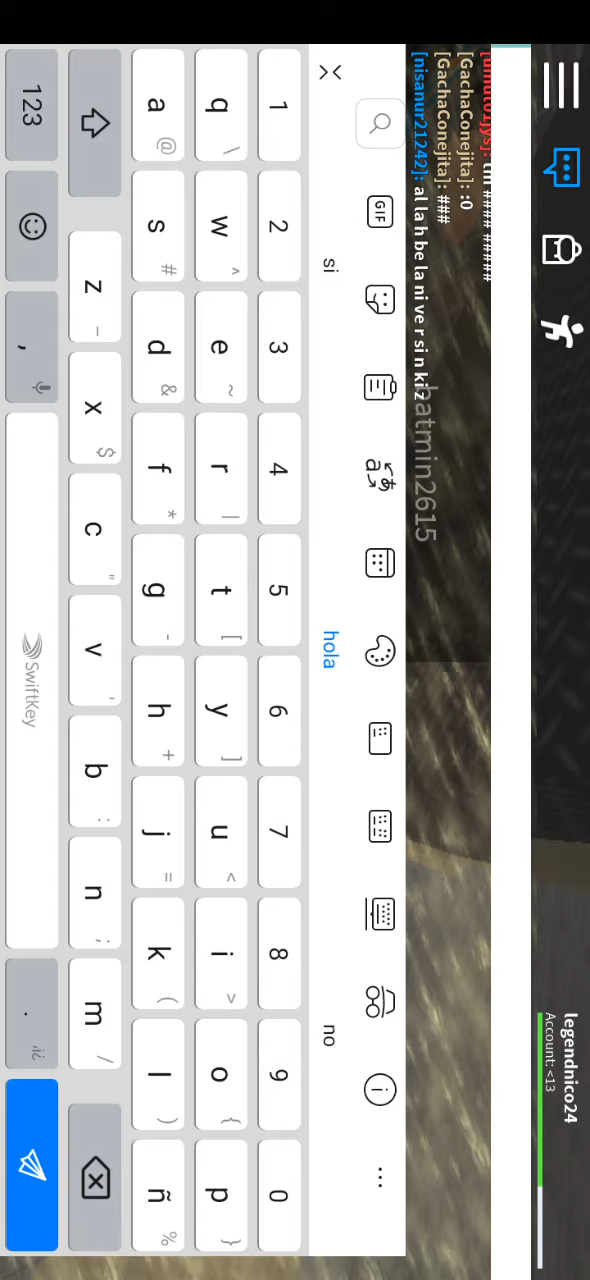 legendnico24
Account: <13
[GachaConejita]: :0
[GachaConejita]: ###
[nisanur21242]: al la h be la ni ve r si n ki z
batmin2615
GIF
si hola no
1 2 3 4 5 6 7 8 9 0
q \ w ^ e ~ r | t [ y ] u < i > o { p }
a @ s # d & f * g - h + j = k ( l ) ñ %
z _ x $ c " v ' b : n ; m /
123 , SwiftKey . ,¡¿